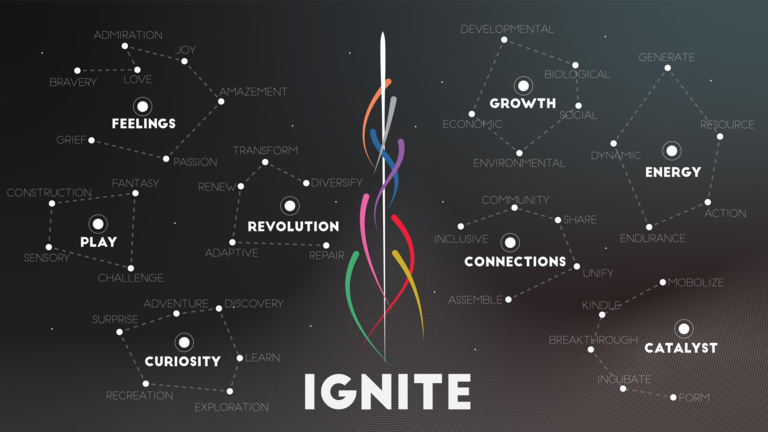 ADMIRATION
JOY
LOVE
BRAVERY
AMAZEMENT
FEELINGS
GRIEF
PASSION
TRANSFORM
RENEW
DIVERSIFY
REVOLUTION
ADAPTIVE
REPAIR
CONSTRUCTION
FANTASY
PLAY
SENSORY
CHALLENGE
ADVENTURE
DISCOVERY
SURPRISE
CURIOSITY
LEARN
RECREATION
EXPLORATION
IGNITE
DEVELOPMENTAL
BIOLOGICAL
GROWTH
SOCIAL
ECONOMIC
ENVIRONMENTAL
GENERATE
RESOURCE
DYNAMIC
ENERGY
ACTION
ENDURANCE
COMMUNITY
SHARE
INCLUSIVE
CONNECTIONS
UNIFY
ASSEMBLE
MOBOLIZE
KINDLE
BREAKTHROUGH
CATALYST
INCUBATE
FORM